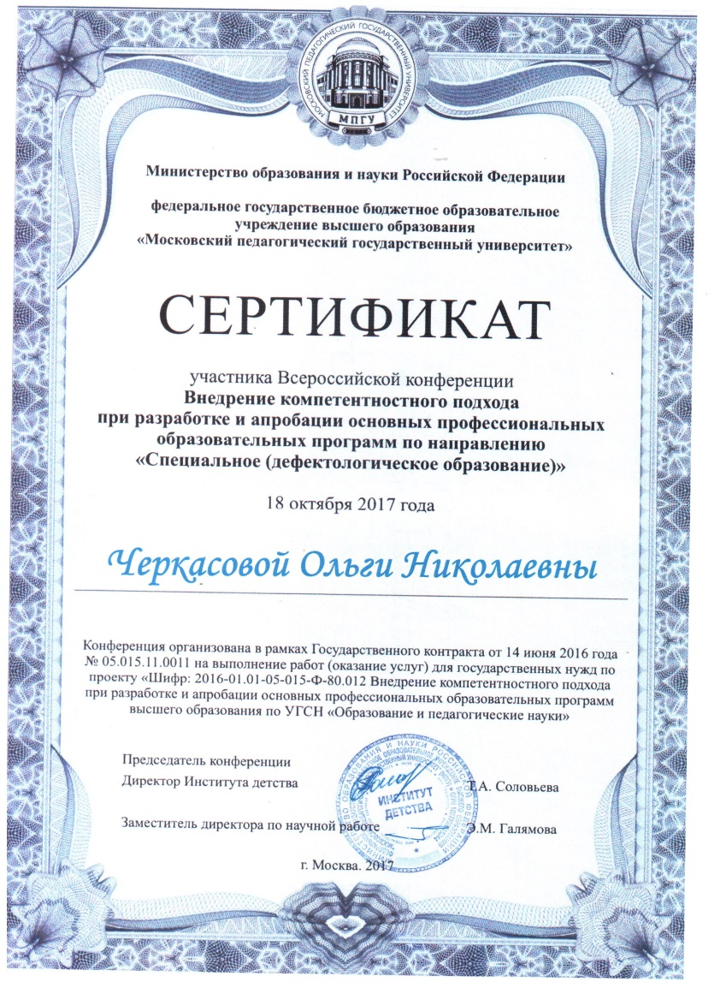 МОСКОВСКИЙ ПЕДАГОГИЧЕСКИЙ ГОСУДАРСТВЕННЫЙ УНИВЕРСИТЕТ
МПГУ
Министерство образования и науки Российской Федерации
федеральное государственное бюджетное образовательное
учреждение высшего образования
«Московский педагогический государственный университет»
СЕРТИФИКАТ
участника Всероссийской конференции
Внедрение компетентностного подхода
при разработке и апробации основных профессиональных
образовательных программ по направлению
«Специальное (дефектологическое образование)»
18 октября 2017 года
Черкасовой Ольги Николаевны
Конференция организована в рамках Государственного контракта от 14 июня 2016 года
№ 05.015.11.0011 на выполнение работ (оказание услуг) для государственных нужд по
проекту «Шифр: 2016-01.01-05-015-Ф-80.012 Внедрение компетентностного подхода
при разработке и апробации основных профессиональных образовательных программ
высшего образования по УГСН «Образование и педагогические науки»
Председатель конференции
Директор Института детства Т.А. Соловьева
ИНСТИТУТ
ДЕТСТВА
Заместитель директора по научной работе Э.М. Галямова
г. Москва. 2017